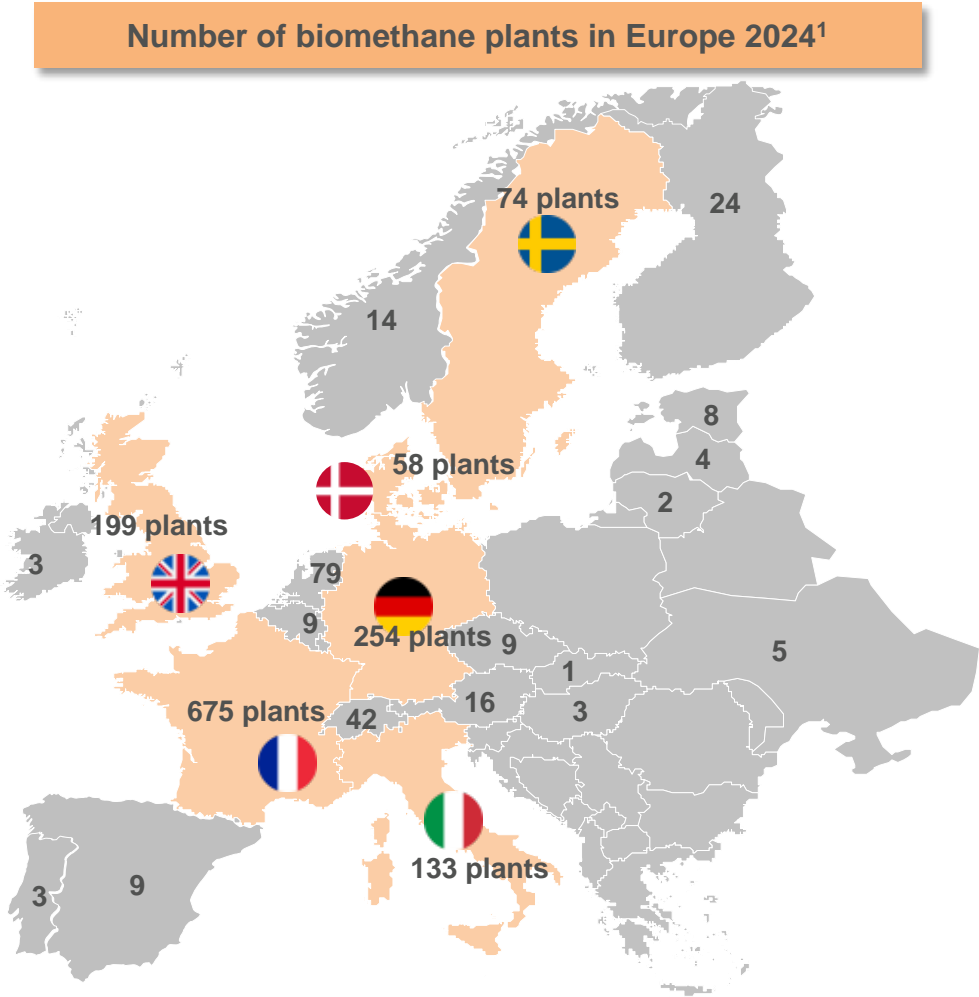 Number of biomethane plants in Europe 2024¹
74 plants
24
14
8
58 plants
4
2
199 plants
3
79
9
254 plants
9
5
1
675 plants
42
16
3
133 plants
3
9